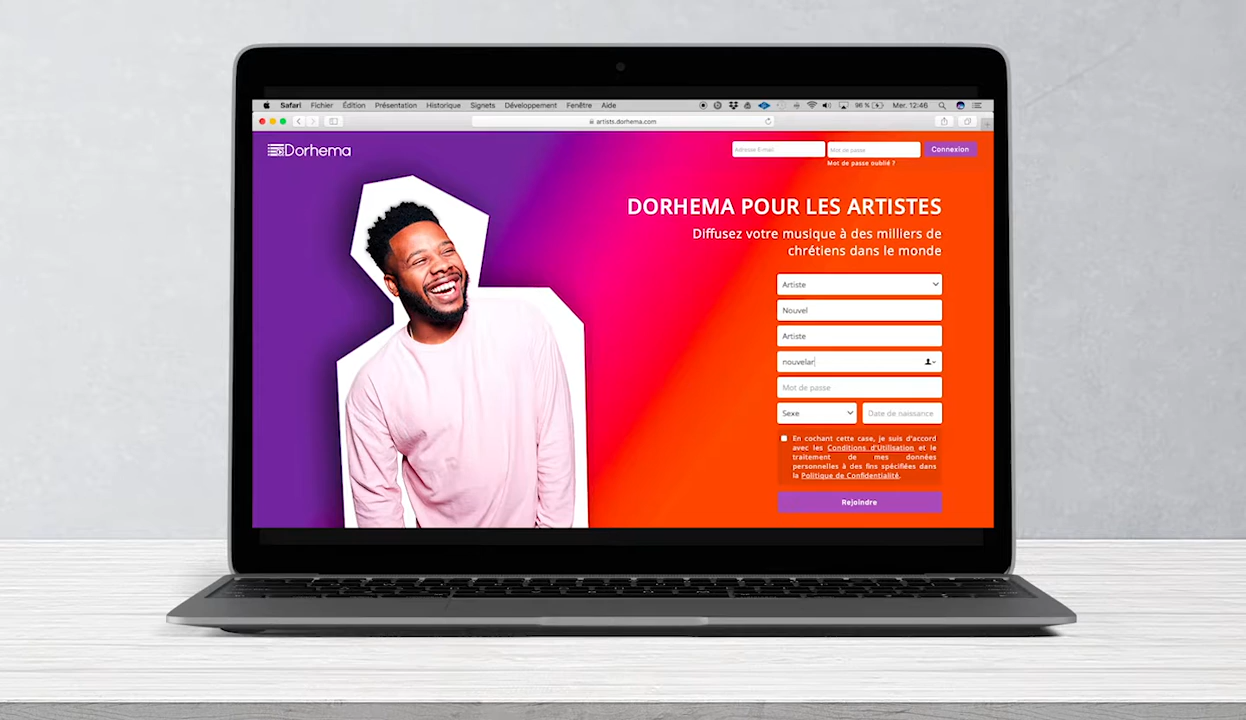 Safari Fichier Édition Présentation Historique Signets Développement Fenêtre Aide 96 % Mer. 12:46
artists.dorhema.com
Dorhema
Adresse E-mail Mot de passe Connexion
Mot de passe oublié ?
DORHEMA POUR LES ARTISTES
Diffusez votre musique à des milliers de
chrétiens dans le monde
Artiste
Nouvel
Artiste
nouvelar
Mot de passe
Sexe Date de naissance
En cochant cette case, je suis d'accord
avec les Conditions d'Utilisation et le
traitement de mes données
personnelles à des fins spécifiées dans
la Politique de Confidentialité.
Rejoindre